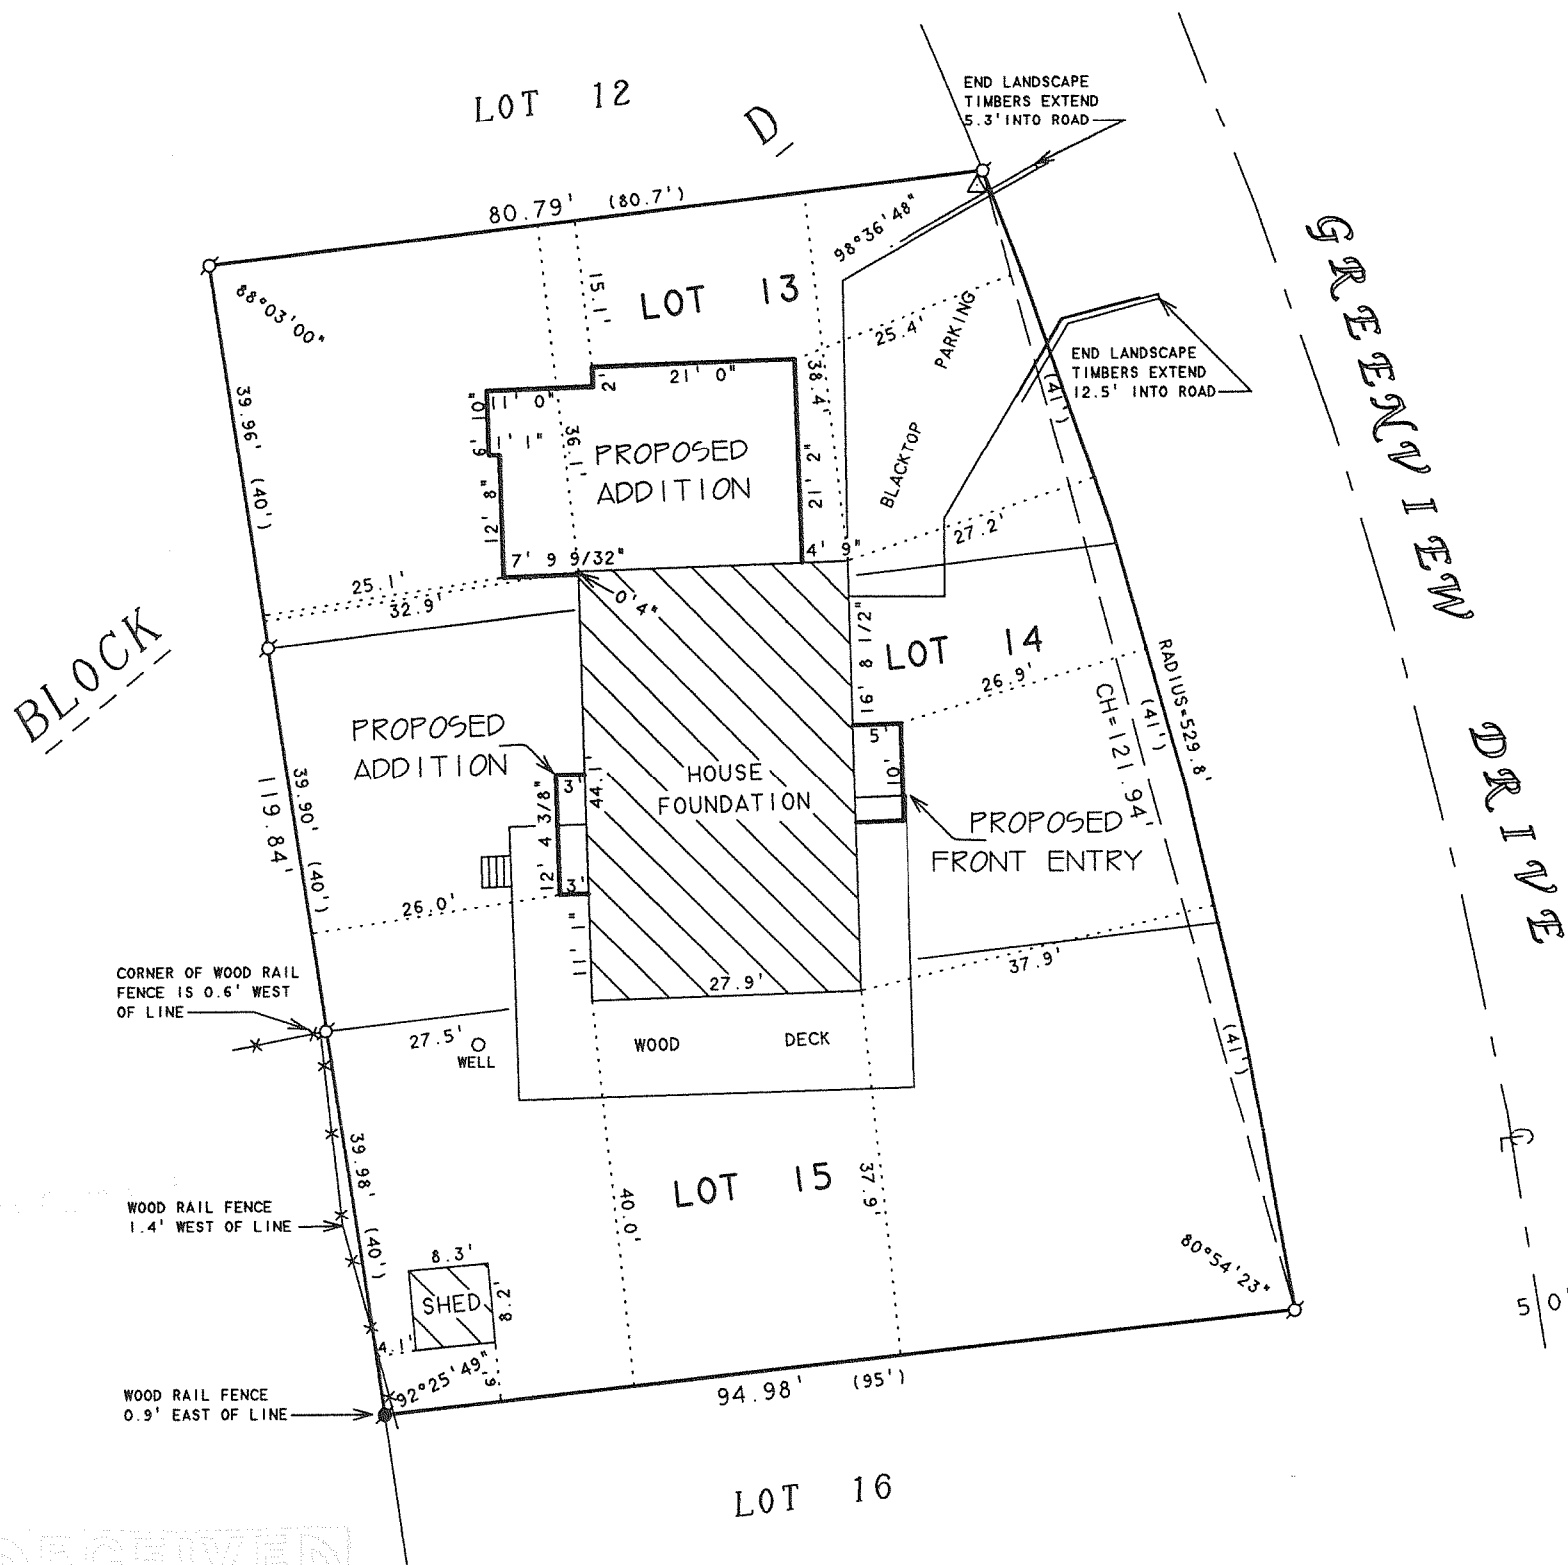 LOT 12
D
END LANDSCAPE
TIMBERS EXTEND
5.3' INTO ROAD
80.79' (80.7')
98°36'48"
88°03'00"
15.1'
LOT 13
25.4'
PARKING
BLACKTOP
GREENVIEW DRIVE
END LANDSCAPE
TIMBERS EXTEND
12.5' INTO ROAD
(41')
39.96' (40')
21' 0"
2'
11' 0"
6' 10"
1' 1"
36.1'
38.4'
PROPOSED
ADDITION
21' 2"
12' 8"
7' 9 9/32"
4' 9"
0'4"
27.2'
25.1'
32.9'
BLOCK
16' 8 1/2"
LOT 14
26.9'
RADIUS=529.8'
CH=121.94'
(41')
PROPOSED
ADDITION
3'
12' 4 3/8"
3'
44.1'
HOUSE
FOUNDATION
5'
10'
PROPOSED
FRONT ENTRY
39.90' (40')
119.84'
26.0'
11' 1"
27.9'
37.9'
CORNER OF WOOD RAIL
FENCE IS 0.6' WEST
OF LINE
27.5'
WELL
WOOD DECK
(41')
39.98' (40')
LOT 15
40.0'
37.9'
WOOD RAIL FENCE
1.4' WEST OF LINE
8.3'
SHED
8.2'
4.1'
6'
80°54'23"
50'
92°25'49"
WOOD RAIL FENCE
0.9' EAST OF LINE
94.98' (95')
LOT 16
RECEIVED